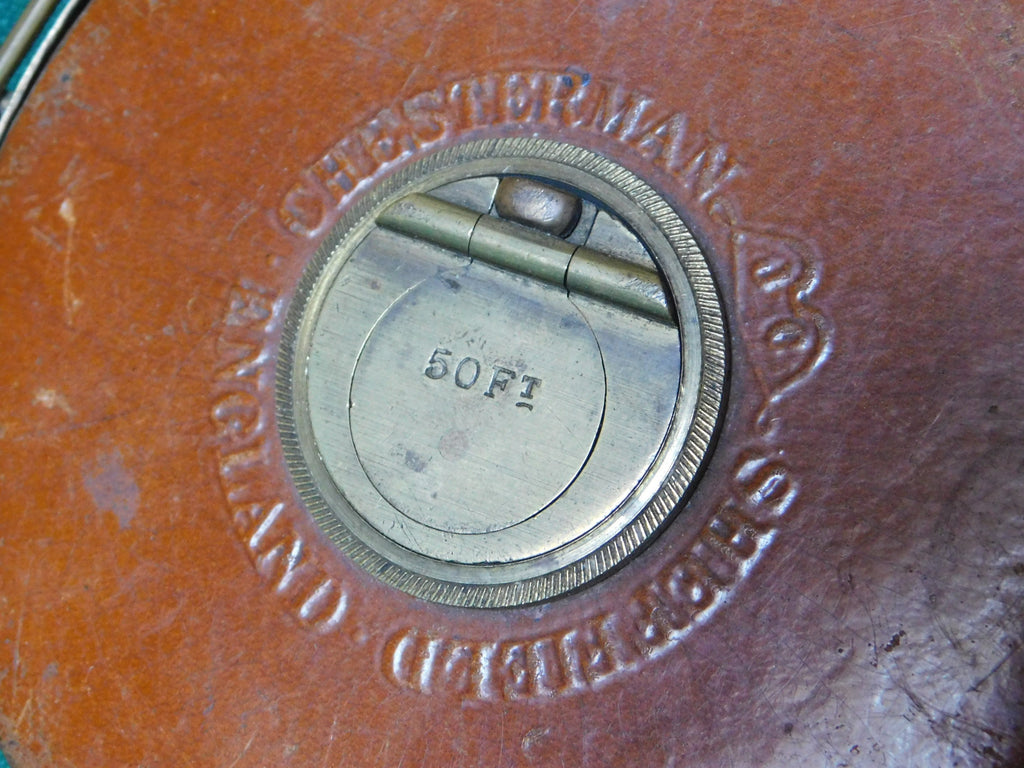 CHESTERMAN
SHEFFIELD
· ENGLAND ·
50FT